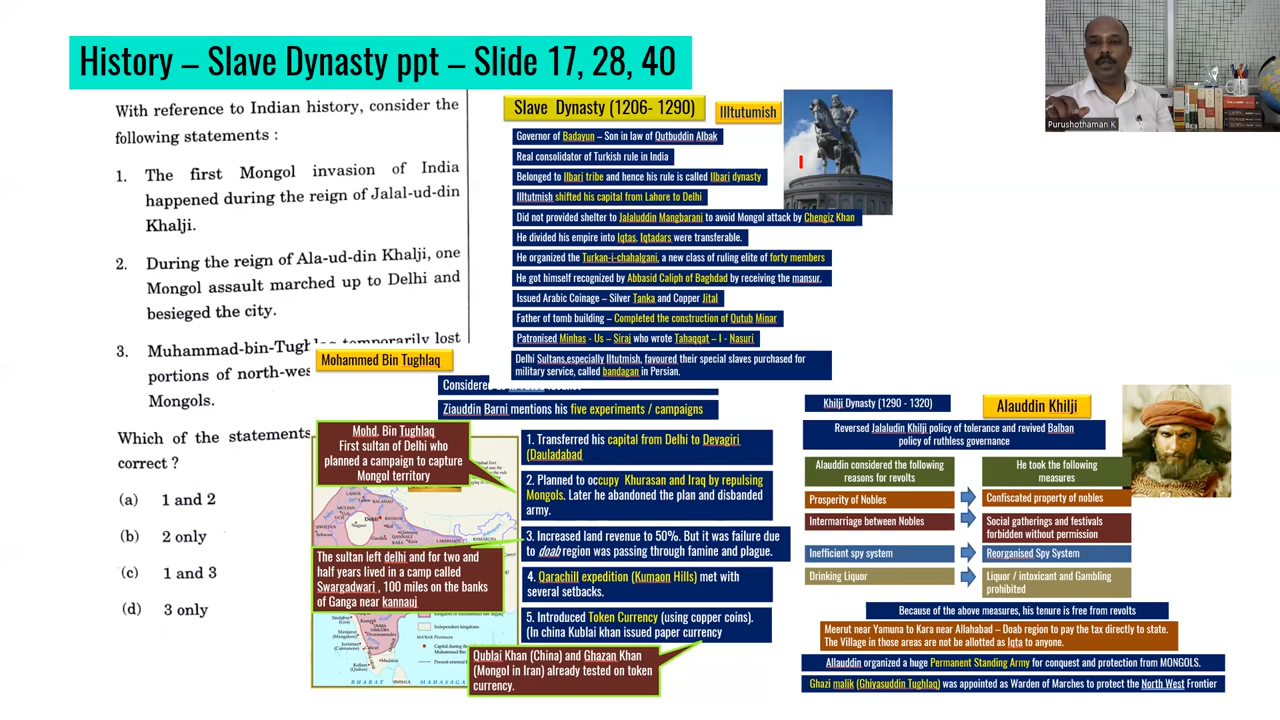 History – Slave Dynasty ppt – Slide 17, 28, 40
Purushothaman K
With reference to Indian history, consider the
following statements :
1. The first Mongol invasion of India
happened during the reign of Jalal-ud-din
Khalji.
2. During the reign of Ala-ud-din Khalji, one
Mongol assault marched up to Delhi and
besieged the city.
3. Muhammad-bin-Tugh temporarily lost
portions of north-wes
Mongols.
Which of the statements
correct ?
(a) 1 and 2
(b) 2 only
(c) 1 and 3
(d) 3 only
Slave Dynasty (1206- 1290)
Illtutumish
Governor of Badayun – Son in law of Qutbuddin Albak
Real consolidator of Turkish rule in India
Belonged to Ilbari tribe and hence his rule is called Ilbari dynasty
Illtutmish shifted his capital from Lahore to Delhi
Did not provided shelter to Jalaluddin Mangbarani to avoid Mongol attack by Chengiz Khan
He divided his empire into Iqtas. Iqtadars were transferable.
He organized the Turkan-i-chahalgani, a new class of ruling elite of forty members
He got himself recognized by Abbasid Caliph of Baghdad by receiving the mansur.
Issued Arabic Coinage – Silver Tanka and Copper Jital
Father of tomb building – Completed the construction of Qutub Minar
Patronised Minhas - Us – Siraj who wrote Tahaqqat – I - Nasuri
Delhi Sultans,especially Iltutmish, favoured their special slaves purchased for
military service, called bandagan in Persian.
Mohammed Bin Tughlaq
Considered
Ziauddin Barni mentions his five experiments / campaigns
Mohd. Bin Tughlaq
First sultan of Delhi who
planned a campaign to capture
Mongol territory
1. Transferred his capital from Delhi to Devagiri
(Dauladabad
2. Planned to occupy Khurasan and Iraq by repulsing
Mongols. Later he abandoned the plan and disbanded
army.
3. Increased land revenue to 50%. But it was failure due
to doab region was passing through famine and plague.
The sultan left delhi and for two and
half years lived in a camp called
Swargadwari , 100 miles on the banks
of Ganga near kannauj
4. Qarachill expedition (Kumaon Hills) met with
several setbacks.
5. Introduced Token Currency (using copper coins).
(In china Kublai khan issued paper currency
Qublai Khan (China) and Ghazan Khan
(Mongol in Iran) already tested on token
currency.
Delhi
Independent kingdoms
BHARAT MAHASAGA
Khilji Dynasty (1290 - 1320)
Alauddin Khilji
Reversed Jalaludin Khilji policy of tolerance and revived Balban
policy of ruthless governance
Alauddin considered the following
reasons for revolts
He took the following
measures
Prosperity of Nobles
Confiscated property of nobles
Intermarriage between Nobles
Social gatherings and festivals
forbidden without permission
Inefficient spy system
Reorganised Spy System
Drinking Liquor
Liquor / intoxicant and Gambling
prohibited
Because of the above measures, his tenure is free from revolts
Meerut near Yamuna to Kara near Allahabad – Doab region to pay the tax directly to state.
The Village in those areas are not be allotted as Iqta to anyone.
Allauddin organized a huge Permanent Standing Army for conquest and protection from MONGOLS.
Ghazi malik (Ghiyasuddin Tughlaq) was appointed as Warden of Marches to protect the North West Frontier